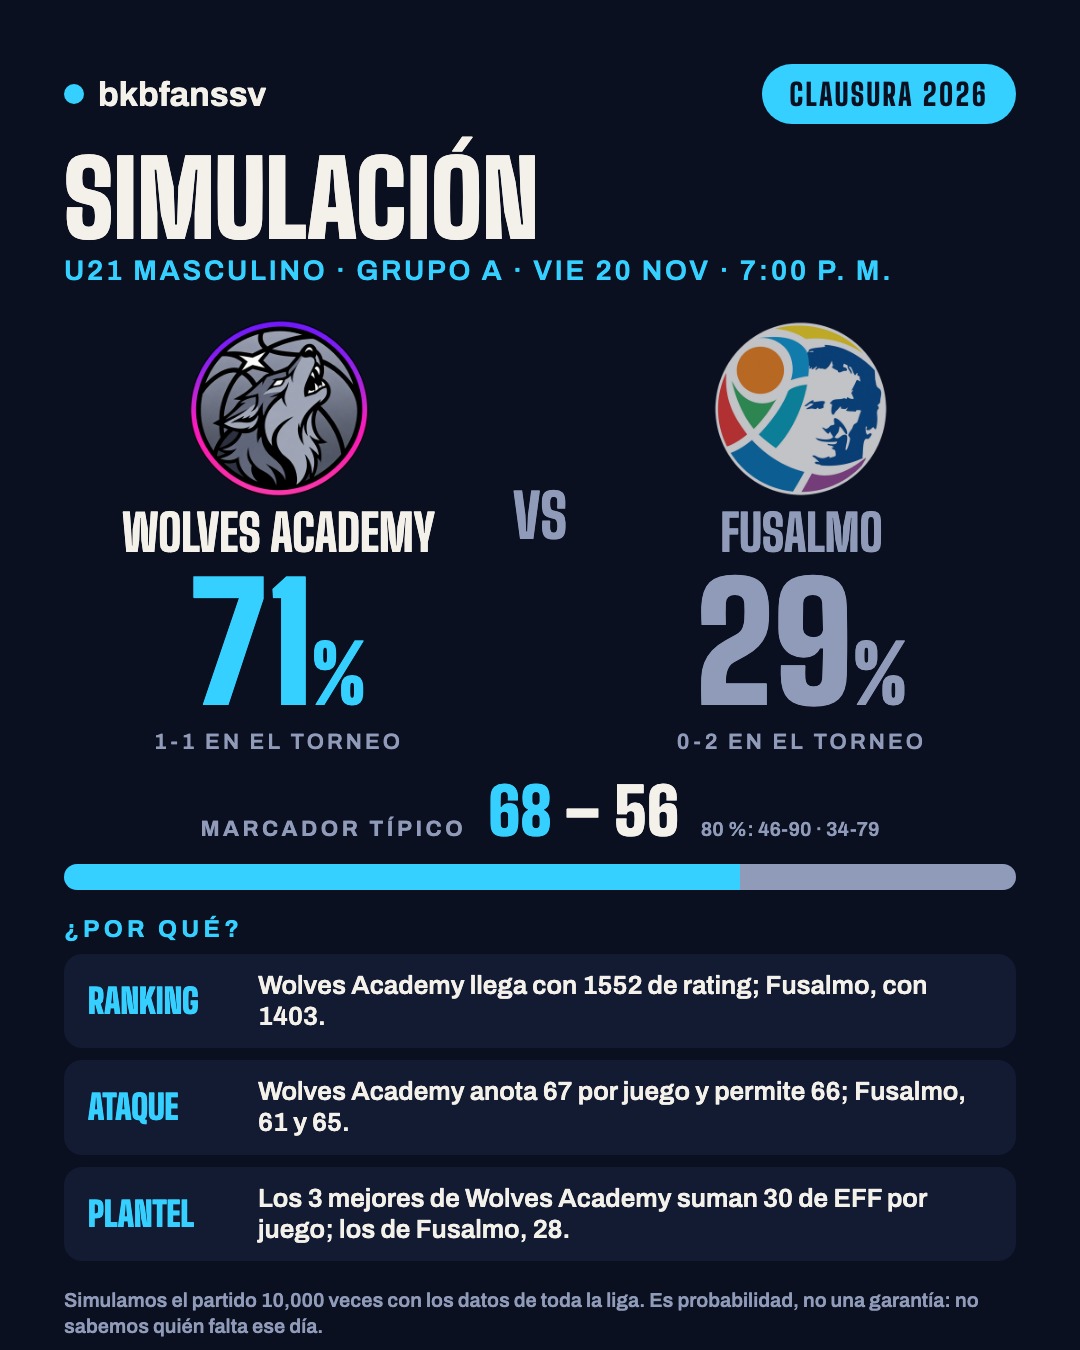 bkbfanssv
CLAUSURA 2026
SIMULACIÓN
U21 MASCULINO · GRUPO A · VIE 20 NOV · 7:00 P. M.
WOLVES ACADEMY
VS
FUSALMO
71%
29%
1-1 EN EL TORNEO
0-2 EN EL TORNEO
MARCADOR TÍPICO 68 – 56 80 %: 46-90 · 34-79
¿POR QUÉ?
RANKING
Wolves Academy llega con 1552 de rating; Fusalmo, con
1403.
ATAQUE
Wolves Academy anota 67 por juego y permite 66; Fusalmo,
61 y 65.
PLANTEL
Los 3 mejores de Wolves Academy suman 30 de EFF por
juego; los de Fusalmo, 28.
Simulamos el partido 10,000 veces con los datos de toda la liga. Es probabilidad, no una garantía: no
sabemos quién falta ese día.